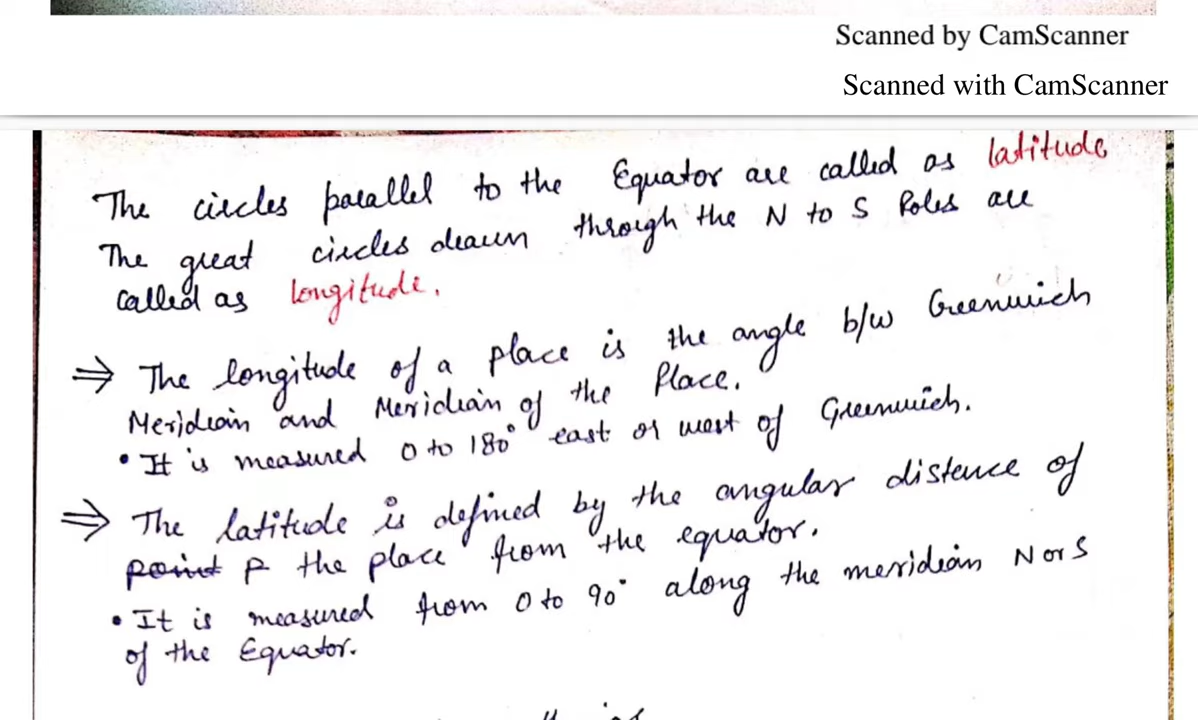 Scanned by CamScanner
Scanned with CamScanner
The circles parallel to the Equator are called as latitude
The great circles drawn through the N to S Poles are
called as longitude.
⇒ The longitude of a place is the angle b/w Greenwich
Meridian and Meridian of the Place.
• It is measured 0 to 180° east or west of Greenwich.
⇒ The latitude is defined by the angular distence of
point P the place from the equator.
• It is measured from 0 to 90° along the meridian N or S
of the Equator.